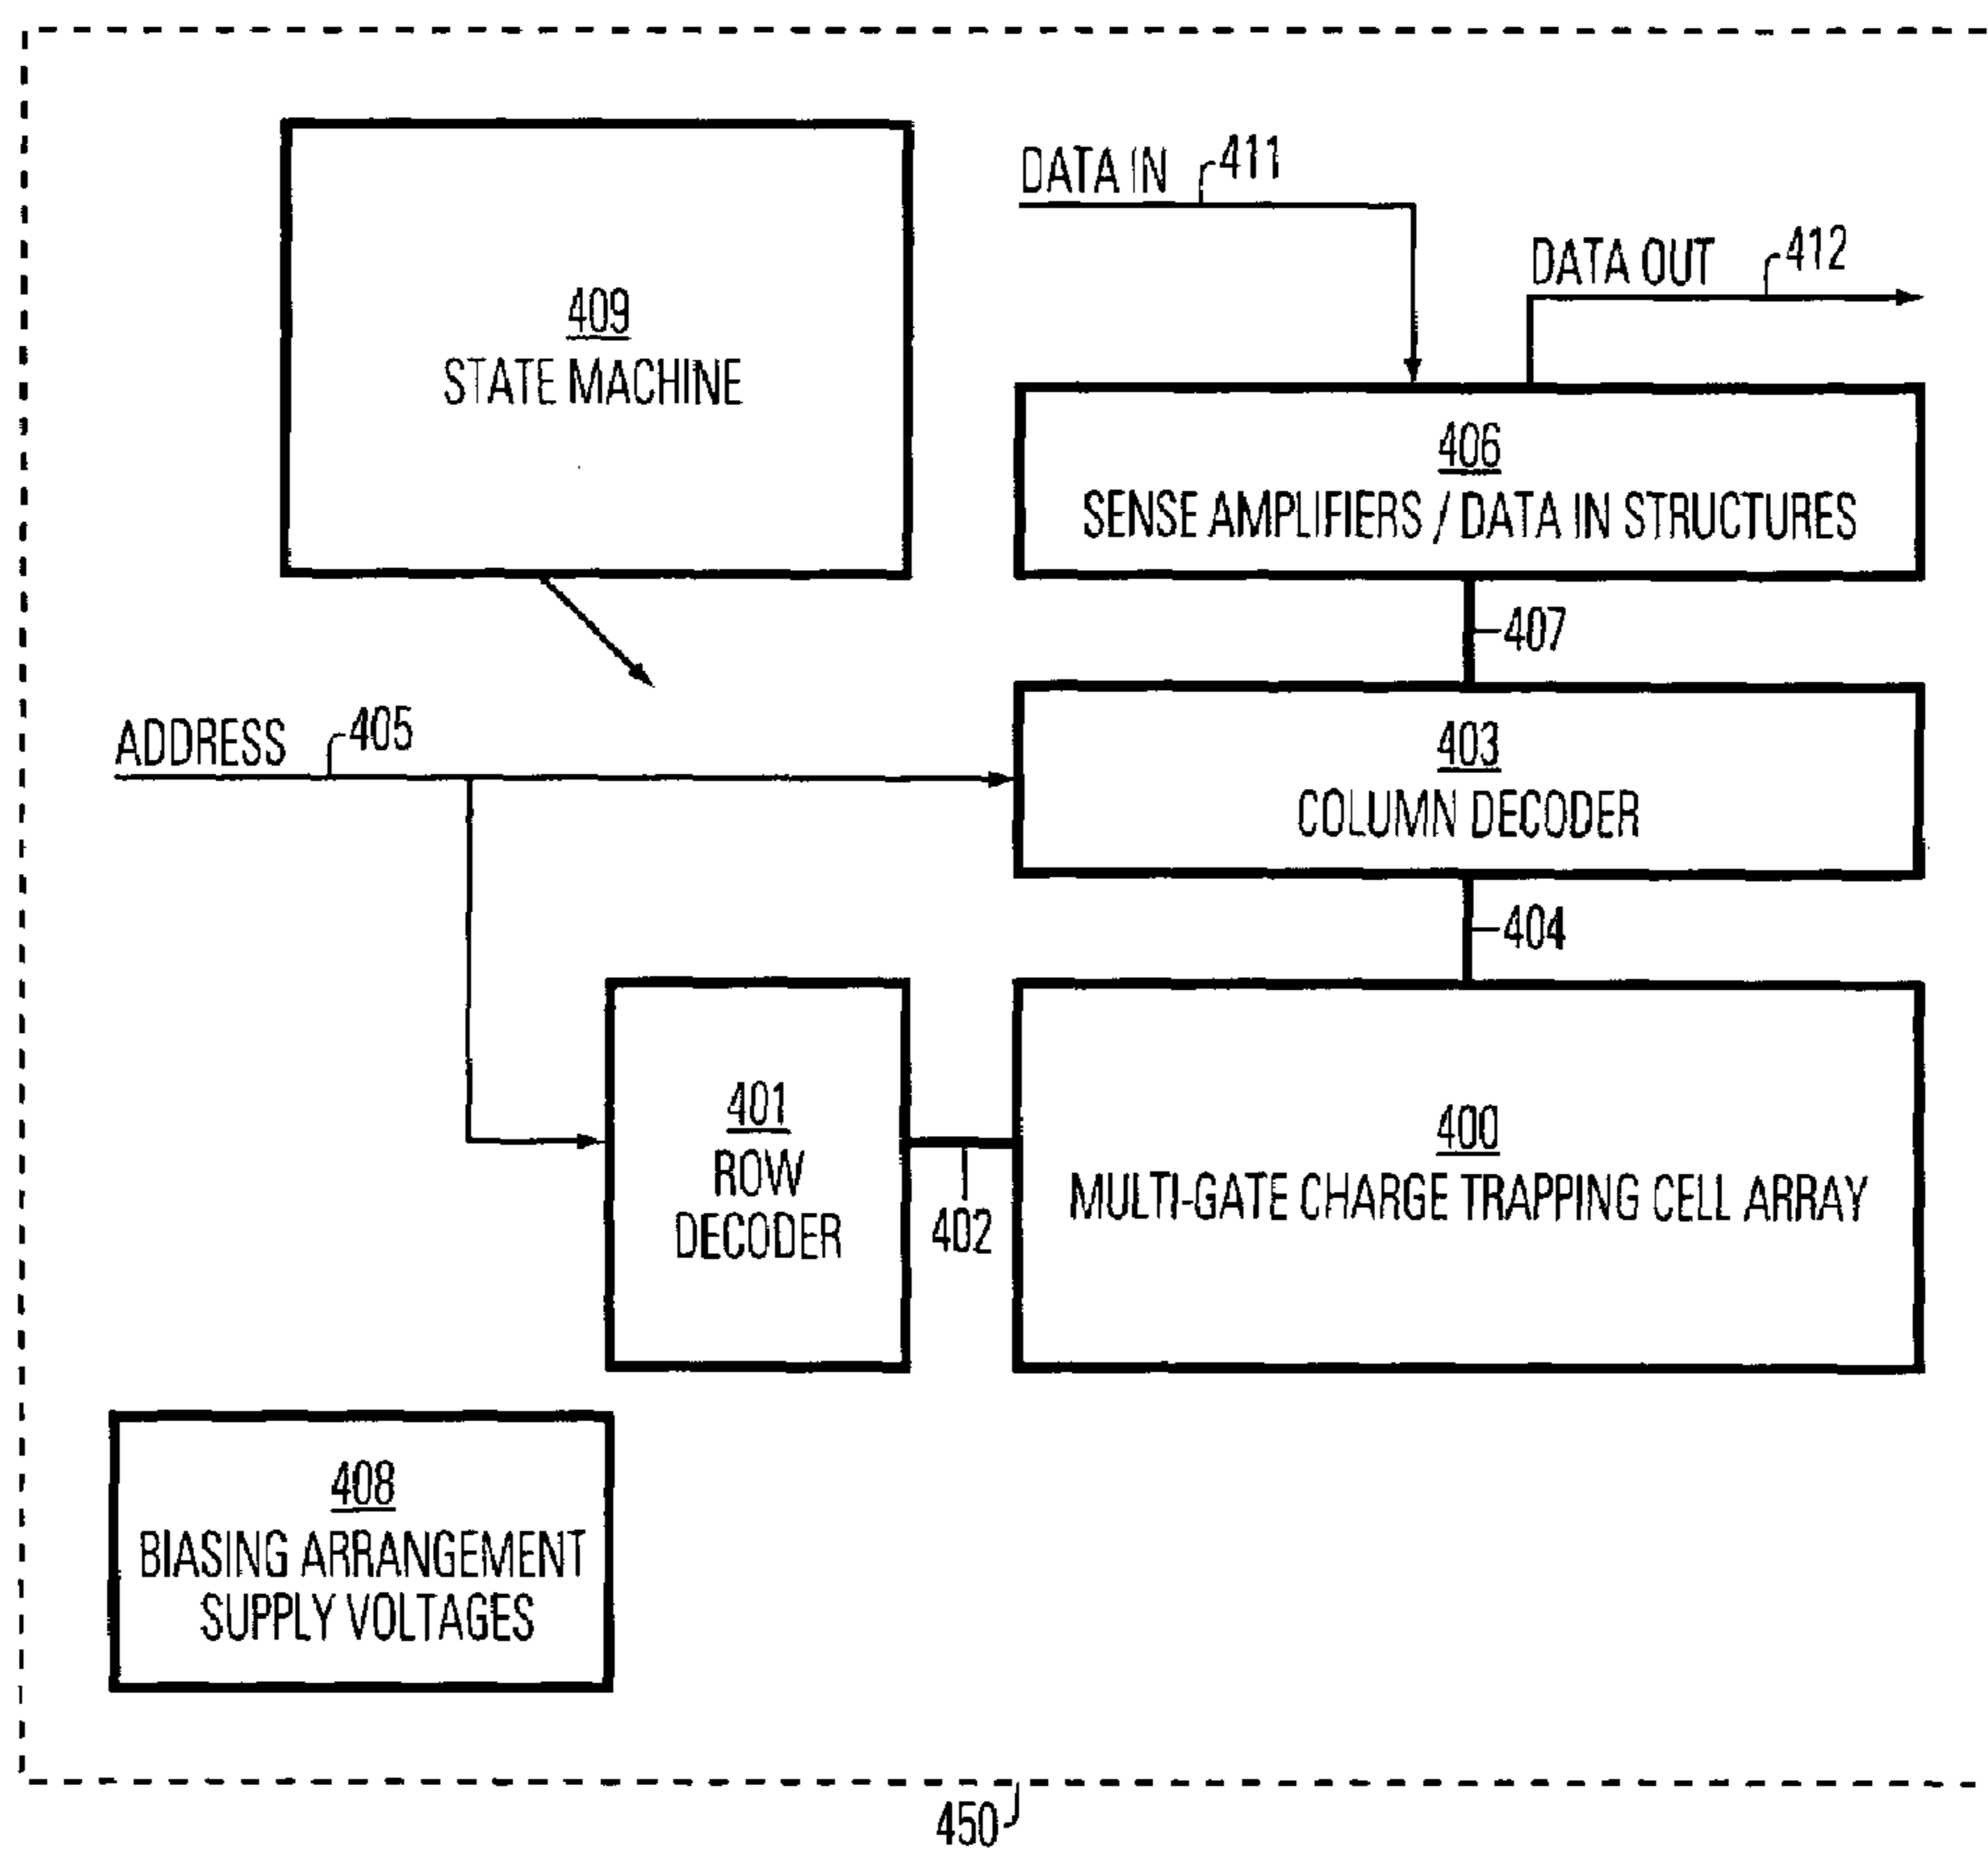 409
STATE MACHINE
DATA IN
411
DATA OUT
412
406
SENSE AMPLIFIERS / DATA IN STRUCTURES
407
ADDRESS
405
403
COLUMN DECODER
404
401
ROW
DECODER
402
400
MULTI-GATE CHARGE TRAPPING CELL ARRAY
408
BIASING ARRANGEMENT
SUPPLY VOLTAGES
450